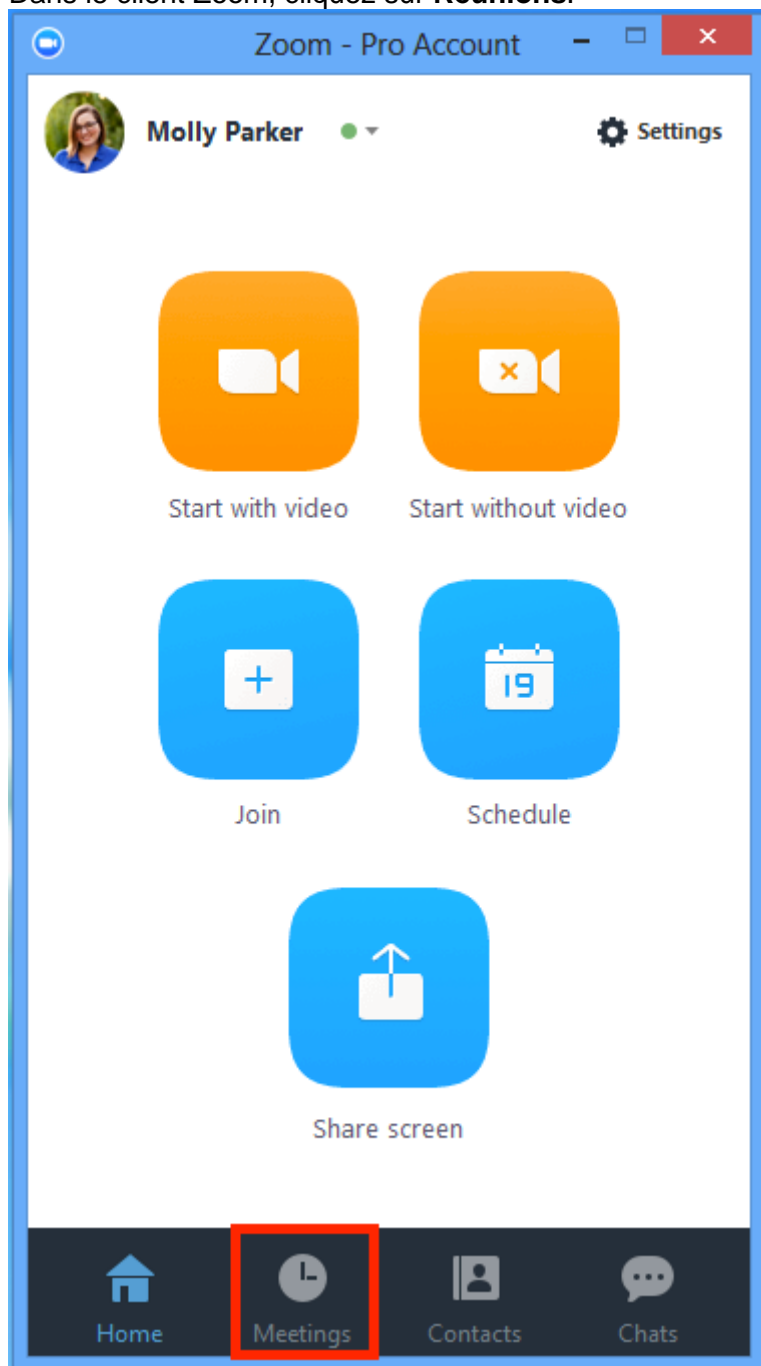 Dans le client Zoom, cliquez sur Réunions.
Zoom - Pro Account
Molly Parker
Settings
Start with video
Start without video
19
Join
Schedule
Share screen
Home
Meetings
Contacts
Chats